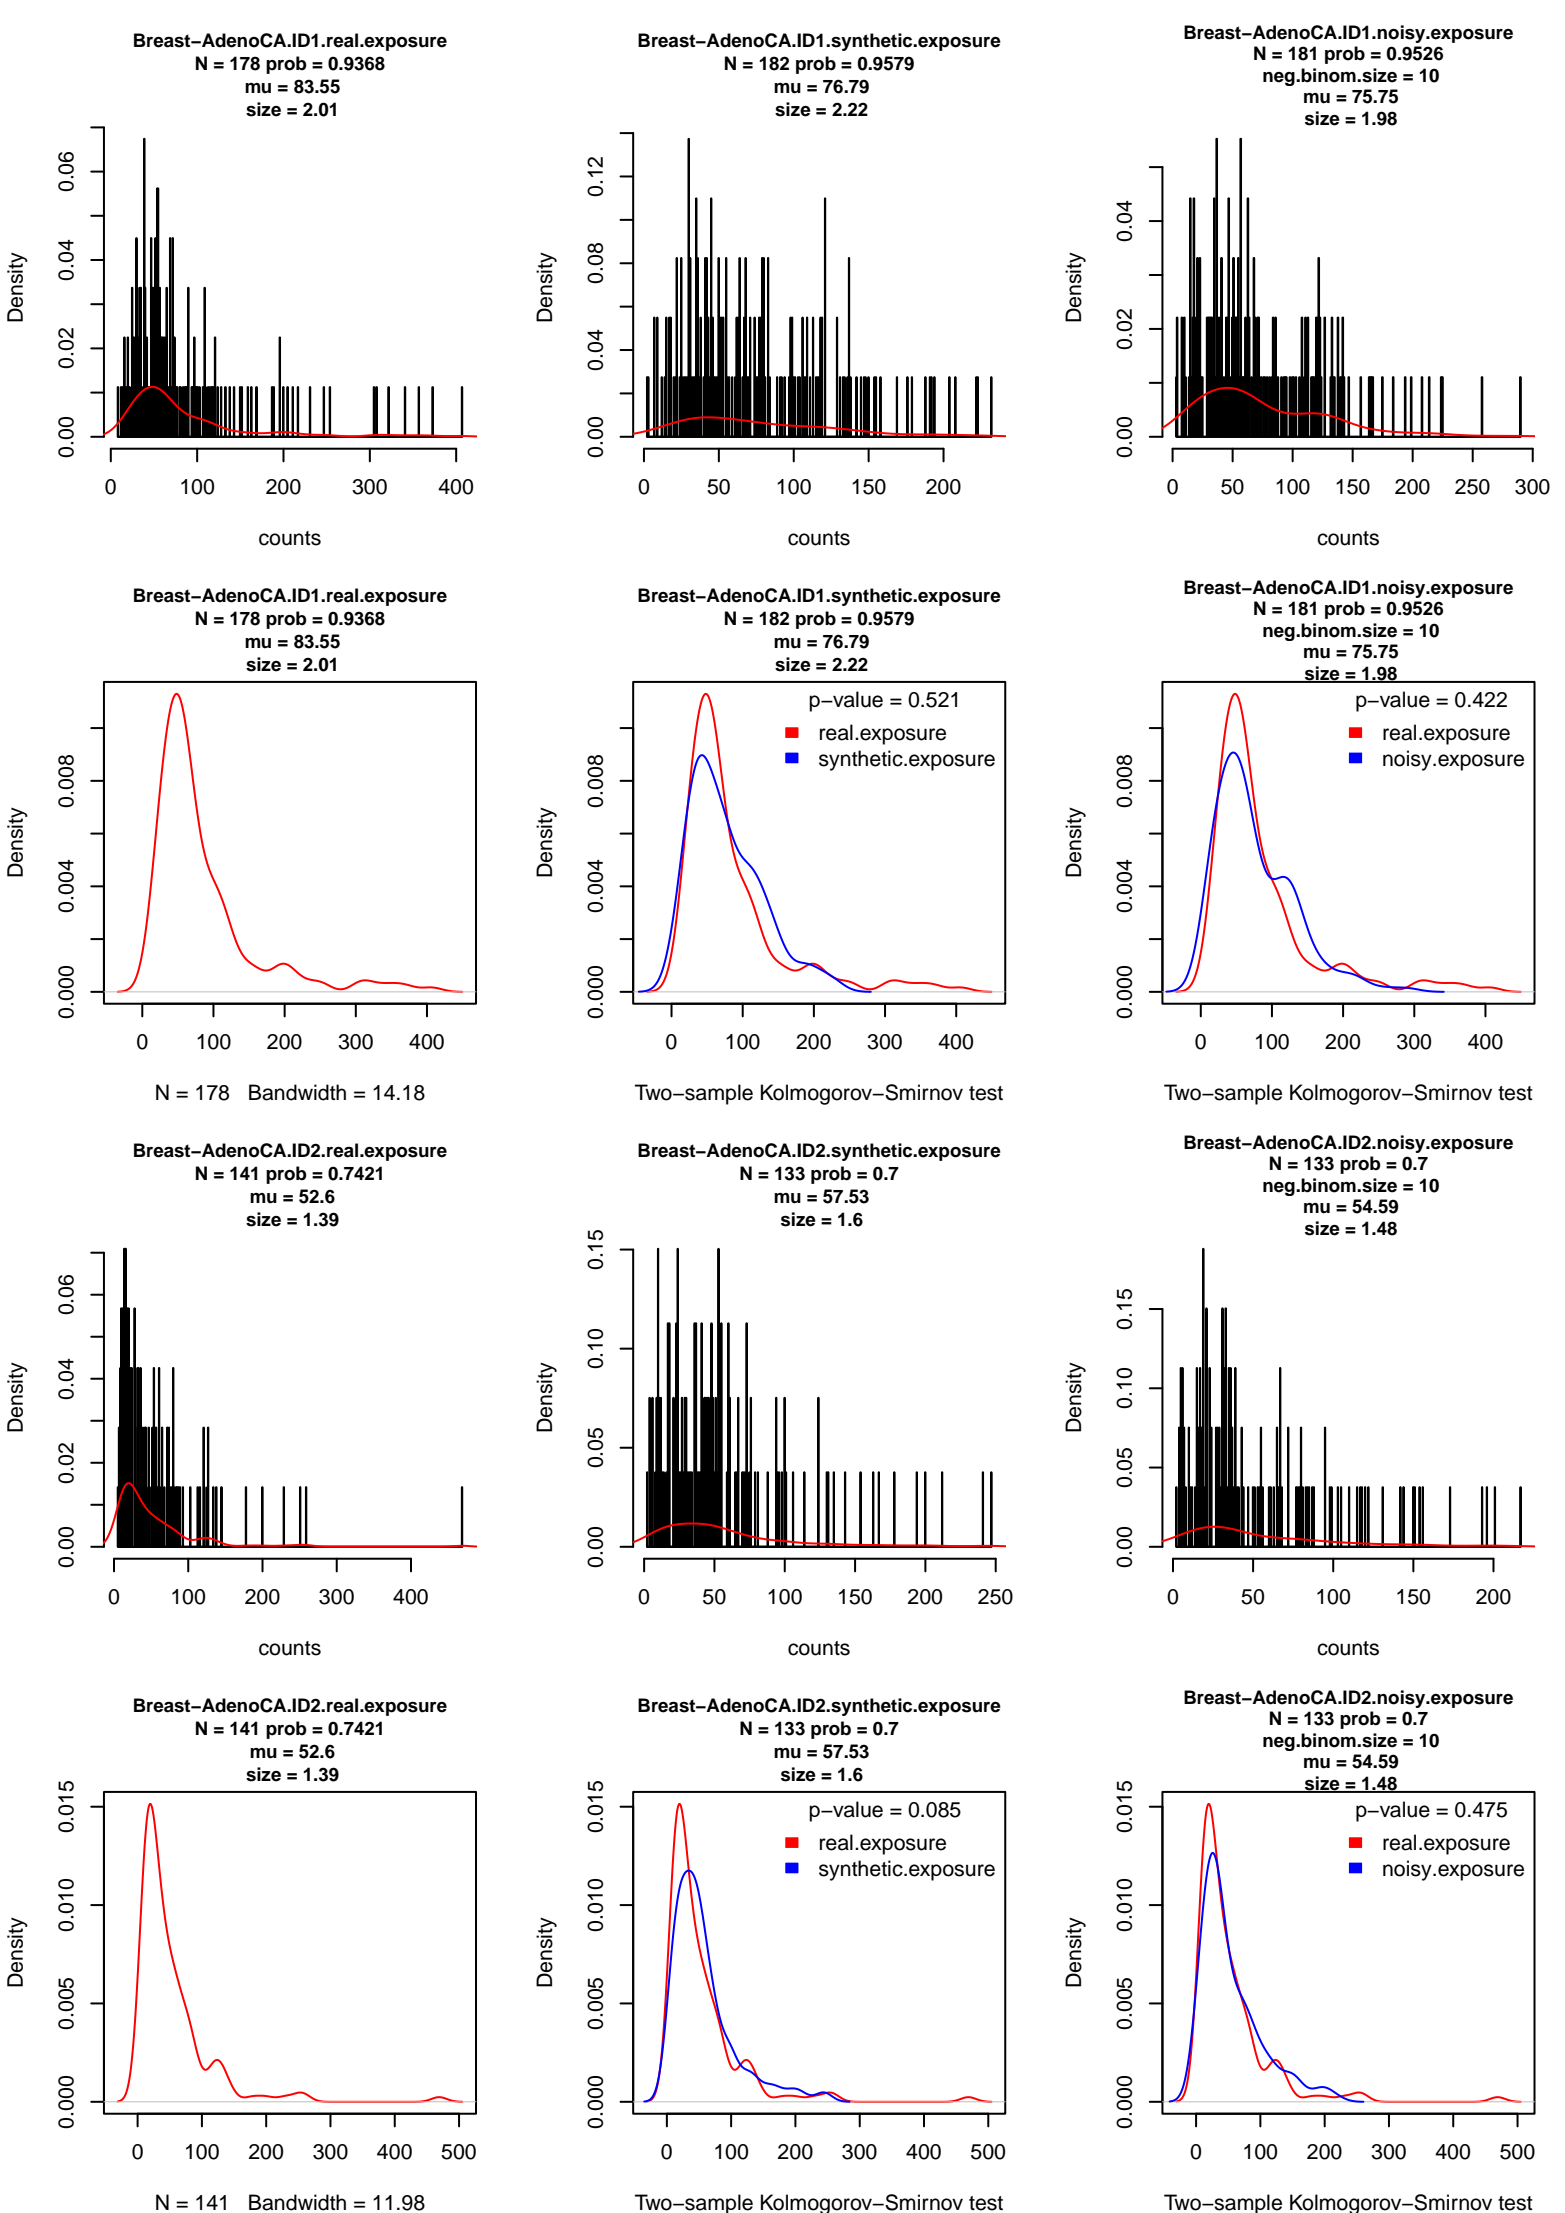 Breast−AdenoCA.ID1.real.exposure
N = 178 prob = 0.9368
mu = 83.55
size = 2.01
Density
0.00 0.02 0.04 0.06
0 100 200 300 400
counts
Breast−AdenoCA.ID1.synthetic.exposure
N = 182 prob = 0.9579
mu = 76.79
size = 2.22
Density
0.00 0.04 0.08 0.12
0 50 100 150 200
counts
Breast−AdenoCA.ID1.noisy.exposure
N = 181 prob = 0.9526
neg.binom.size = 10
mu = 75.75
size = 1.98
Density
0.00 0.02 0.04
0 50 100 150 200 250 300
counts
Breast−AdenoCA.ID1.real.exposure
N = 178 prob = 0.9368
mu = 83.55
size = 2.01
Density
0.000 0.004 0.008
0 100 200 300 400
N = 178 Bandwidth = 14.18
Breast−AdenoCA.ID1.synthetic.exposure
N = 182 prob = 0.9579
mu = 76.79
size = 2.22
p−value = 0.521
real.exposure
synthetic.exposure
Density
0.000 0.004 0.008
0 100 200 300 400
Two−sample Kolmogorov−Smirnov test
Breast−AdenoCA.ID1.noisy.exposure
N = 181 prob = 0.9526
neg.binom.size = 10
mu = 75.75
size = 1.98
p−value = 0.422
real.exposure
noisy.exposure
Density
0.000 0.004 0.008
0 100 200 300 400
Two−sample Kolmogorov−Smirnov test
Breast−AdenoCA.ID2.real.exposure
N = 141 prob = 0.7421
mu = 52.6
size = 1.39
Density
0.00 0.02 0.04 0.06
0 100 200 300 400
counts
Breast−AdenoCA.ID2.synthetic.exposure
N = 133 prob = 0.7
mu = 57.53
size = 1.6
Density
0.00 0.05 0.10 0.15
0 50 100 150 200 250
counts
Breast−AdenoCA.ID2.noisy.exposure
N = 133 prob = 0.7
neg.binom.size = 10
mu = 54.59
size = 1.48
Density
0.00 0.05 0.10 0.15
0 50 100 150 200
counts
Breast−AdenoCA.ID2.real.exposure
N = 141 prob = 0.7421
mu = 52.6
size = 1.39
Density
0.000 0.005 0.010 0.015
0 100 200 300 400 500
N = 141 Bandwidth = 11.98
Breast−AdenoCA.ID2.synthetic.exposure
N = 133 prob = 0.7
mu = 57.53
size = 1.6
p−value = 0.085
real.exposure
synthetic.exposure
Density
0.000 0.005 0.010 0.015
0 100 200 300 400 500
Two−sample Kolmogorov−Smirnov test
Breast−AdenoCA.ID2.noisy.exposure
N = 133 prob = 0.7
neg.binom.size = 10
mu = 54.59
size = 1.48
p−value = 0.475
real.exposure
noisy.exposure
Density
0.000 0.005 0.010 0.015
0 100 200 300 400 500
Two−sample Kolmogorov−Smirnov test